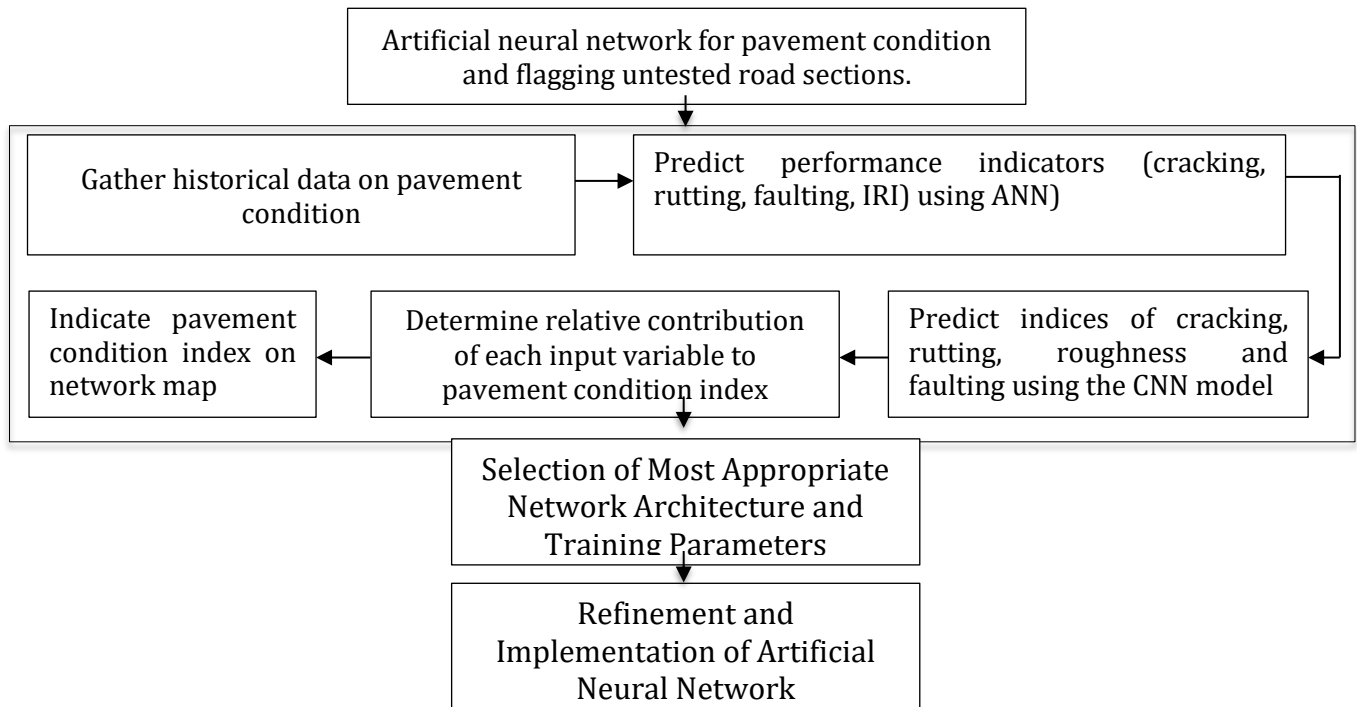 Artificial neural network for pavement condition
and flagging untested road sections.
Gather historical data on pavement
condition
Predict performance indicators (cracking,
rutting, faulting, IRI) using ANN)
Indicate pavement
condition index on
network map
Determine relative contribution
of each input variable to
pavement condition index
Predict indices of cracking,
rutting, roughness and
faulting using the CNN model
Selection of Most Appropriate
Network Architecture and
Training Parameters
Refinement and
Implementation of Artificial
Neural Network